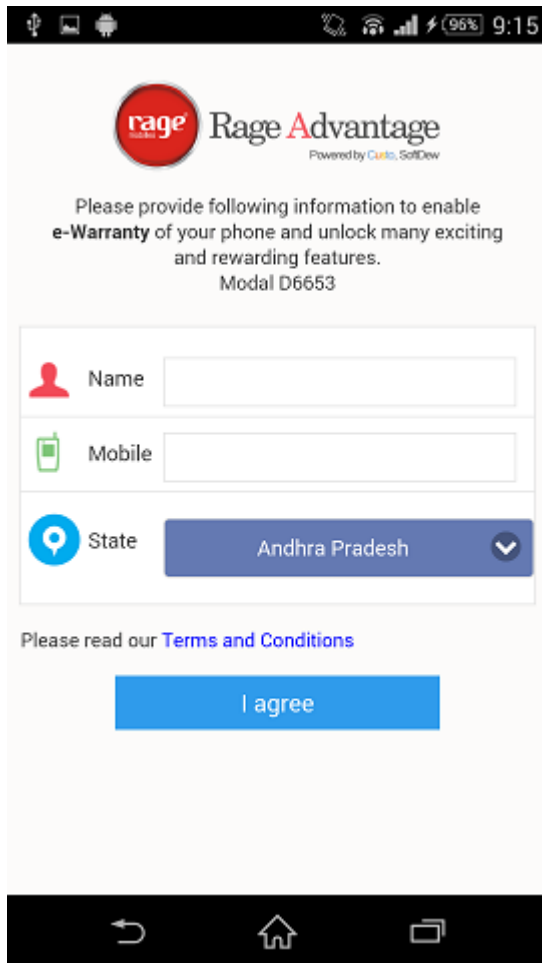 96% 9:15
rage
mobiles
Rage Advantage
Powered by Custo, SoftDew
Please provide following information to enable
e-Warranty of your phone and unlock many exciting
and rewarding features.
Modal D6653
Name
Mobile
State
Andhra Pradesh
Please read our Terms and Conditions
I agree